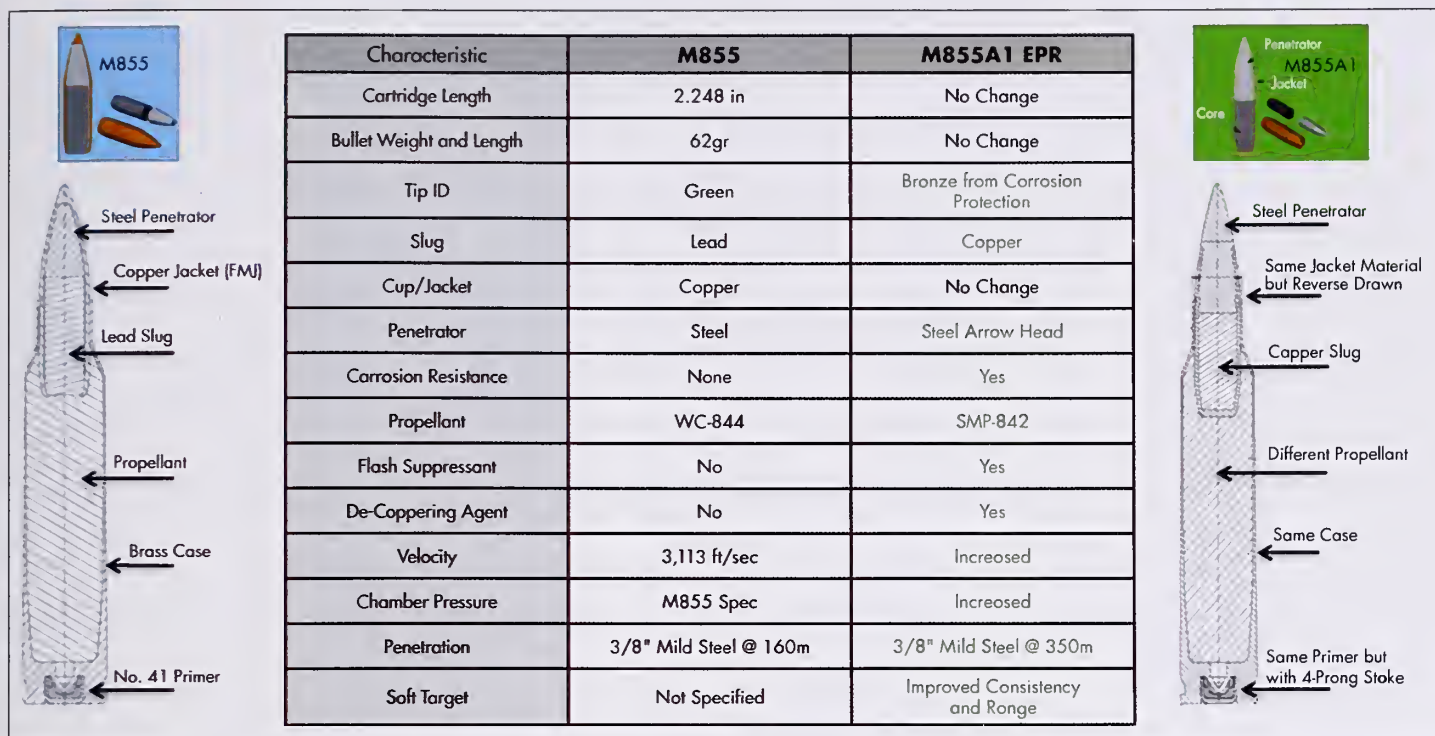 M855
Steel Penetrator
Copper Jacket (FMJ)
Lead Slug
Propellant
Brass Case
No. 41 Primer
Characteristic M855 M855A1 EPR
Cartridge Length 2.248 in No Change
Bullet Weight and Length 62gr No Change
Tip ID Green Bronze from Corrosion
Protection
Slug Lead Copper
Cup/Jacket Copper No Change
Penetrator Steel Steel Arrow Head
Carrosion Resistance None Yes
Propellant WC-844 SMP-842
Flash Suppressant No Yes
De-Coppering Agent No Yes
Velocity 3,113 ft/sec Increosed
Chamber Pressure M855 Spec Increosed
Penetration 3/8" Mild Steel @ 160m 3/8" Mild Steel @ 350m
Soft Target Not Specified Improved Consistency
and Ronge
Penetrator
M855A1
Jacket
Core
Steel Penetratar
Same Jacket Material
but Reverse Drawn
Capper Slug
Different Propellant
Same Case
Same Primer but
with 4-Prong Stoke